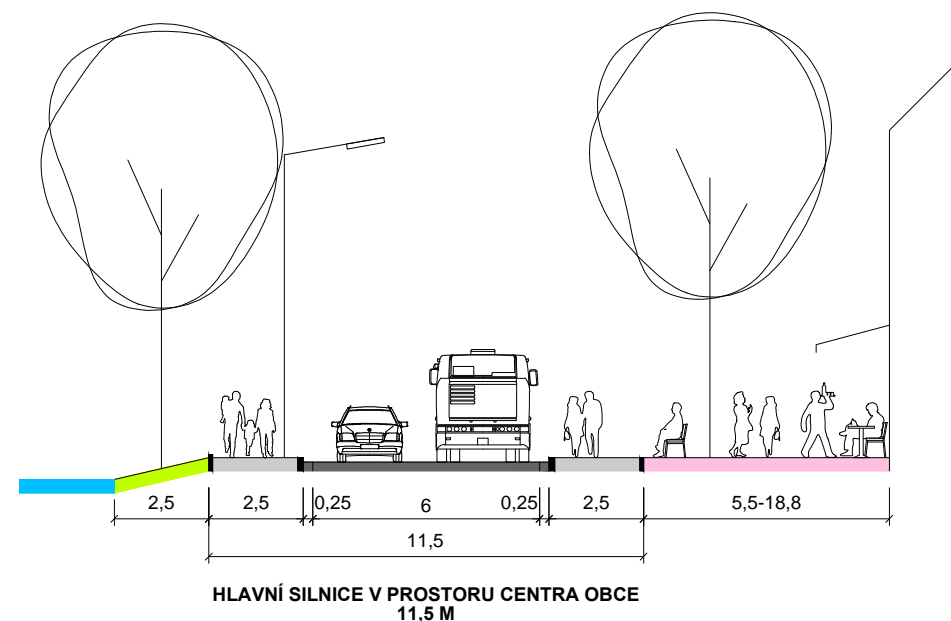 2,5 2,5 0,25 6 0,25 2,5 5,5-18,8
11,5
HLAVNÍ SILNICE V PROSTORU CENTRA OBCE
11,5 M